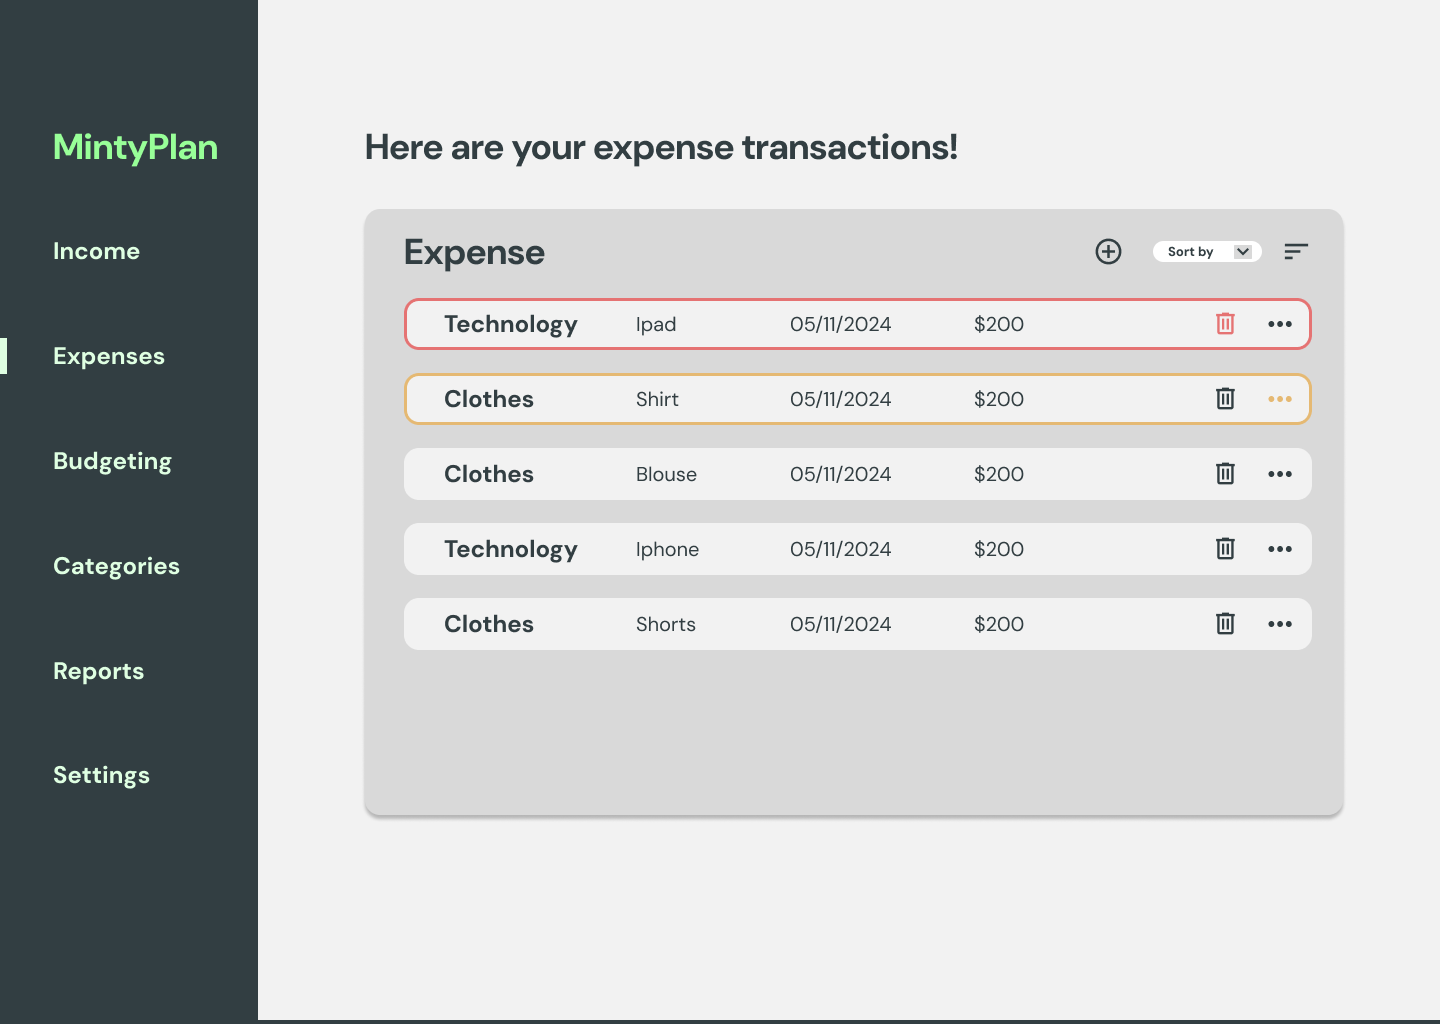 MintyPlan
Income
Expenses
Budgeting
Categories
Reports
Settings
Here are your expense transactions!
Expense
Sort by
Technology Ipad 05/11/2024 $200
Clothes Shirt 05/11/2024 $200
Clothes Blouse 05/11/2024 $200
Technology Iphone 05/11/2024 $200
Clothes Shorts 05/11/2024 $200